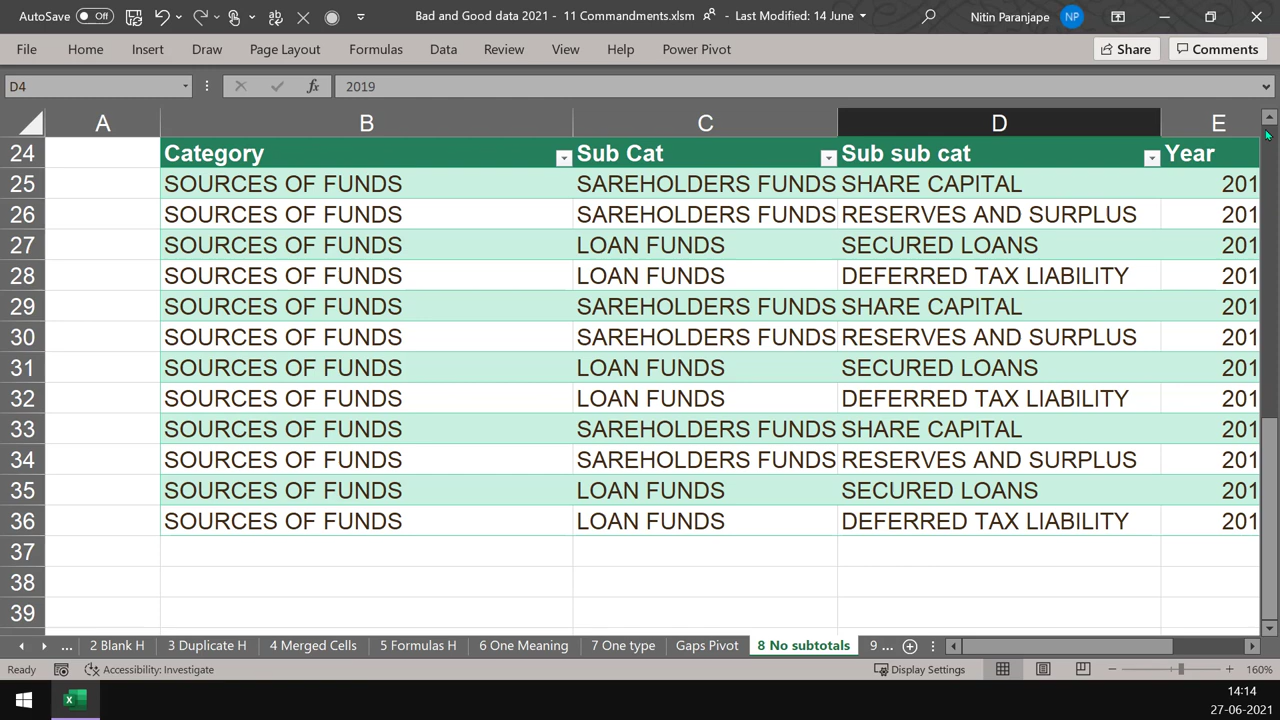 AutoSave Off Bad and Good data 2021 - 11 Commandments.xlsm Last Modified: 14 June Nitin Paranjape NP
File Home Insert Draw Page Layout Formulas Data Review View Help Power Pivot Share Comments
D4 fx 2019
A B C D E
24 Category Sub Cat Sub sub cat Year
25 SOURCES OF FUNDS SAREHOLDERS FUNDS SHARE CAPITAL 201
26 SOURCES OF FUNDS SAREHOLDERS FUNDS RESERVES AND SURPLUS 201
27 SOURCES OF FUNDS LOAN FUNDS SECURED LOANS 201
28 SOURCES OF FUNDS LOAN FUNDS DEFERRED TAX LIABILITY 201
29 SOURCES OF FUNDS SAREHOLDERS FUNDS SHARE CAPITAL 201
30 SOURCES OF FUNDS SAREHOLDERS FUNDS RESERVES AND SURPLUS 201
31 SOURCES OF FUNDS LOAN FUNDS SECURED LOANS 201
32 SOURCES OF FUNDS LOAN FUNDS DEFERRED TAX LIABILITY 201
33 SOURCES OF FUNDS SAREHOLDERS FUNDS SHARE CAPITAL 201
34 SOURCES OF FUNDS SAREHOLDERS FUNDS RESERVES AND SURPLUS 201
35 SOURCES OF FUNDS LOAN FUNDS SECURED LOANS 201
36 SOURCES OF FUNDS LOAN FUNDS DEFERRED TAX LIABILITY 201
37
38
39
... 2 Blank H 3 Duplicate H 4 Merged Cells 5 Formulas H 6 One Meaning 7 One type Gaps Pivot 8 No subtotals 9 ...
Ready Accessibility: Investigate Display Settings 160%
14:14
27-06-2021